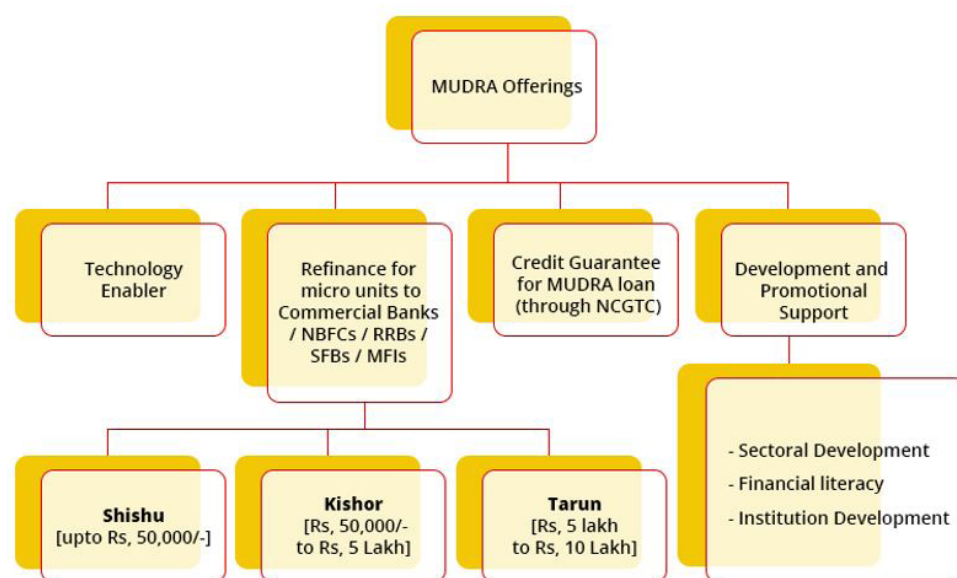 MUDRA Offerings
Technology
Enabler
Refinance for
micro units to
Commercial Banks
/ NBFCs / RRBs /
SFBs / MFIs
Credit Guarantee
for MUDRA loan
(through NCGTC)
Development and
Promotional
Support
Shishu
[upto Rs, 50,000/-]
Kishor
[Rs, 50,000/-
to Rs, 5 Lakh]
Tarun
[Rs, 5 lakh
to Rs, 10 Lakh]
- Sectoral Development
- Financial literacy
- Institution Development